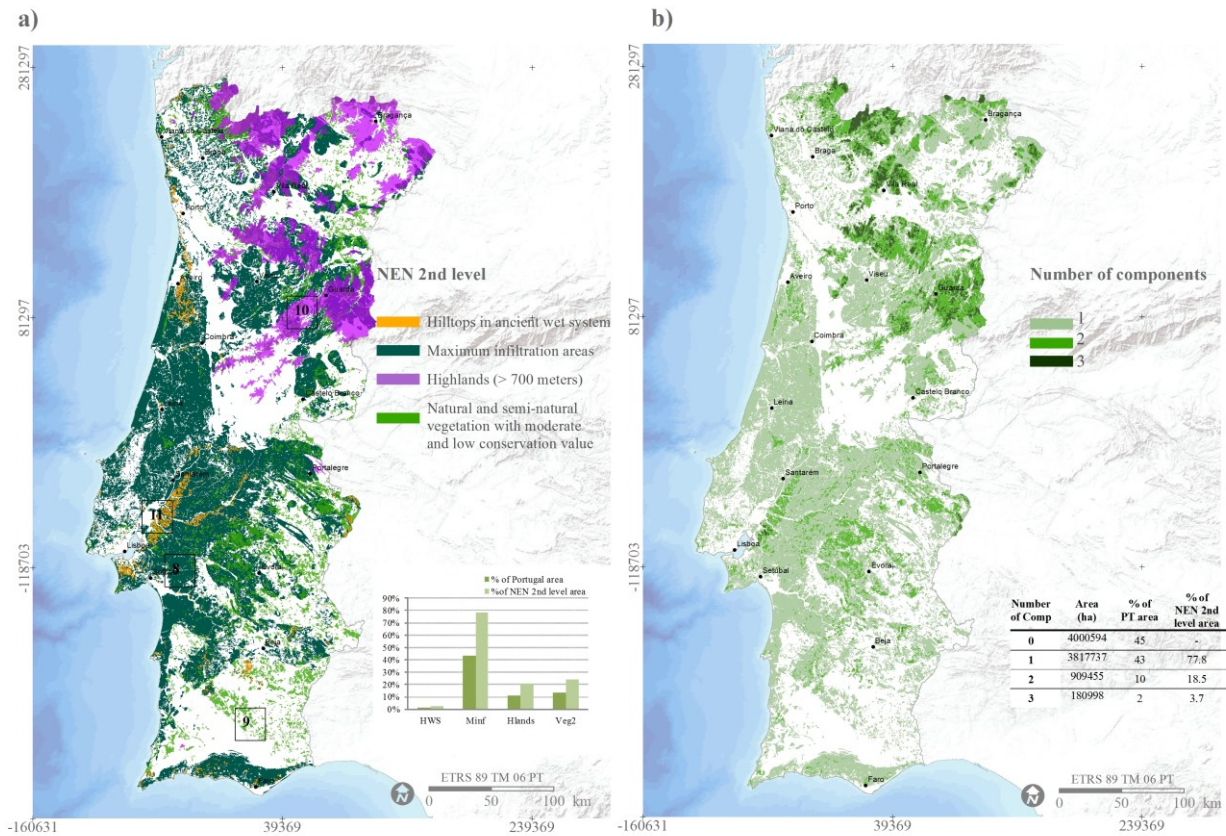 a)
281297
81297
-118703
-160631
39369
239369
Viana do Castelo
Bragança
Porto
Aveiro
Guarda
10
Coimbra
Castelo Branco
Portalegre
11
Lisboa
8
Beja
9
NEN 2nd level
Hilltops in ancient wet system
Maximum infiltration areas
Highlands (> 700 meters)
Natural and semi-natural
vegetation with moderate
and low conservation value
% of Portugal area
%of NEN 2nd level area
90%
80%
70%
60%
50%
40%
30%
20%
10%
0%
HWS Minf Hlands Veg2
ETRS 89 TM 06 PT
N
0 50 100 km
b)
281297
81297
-118703
-160631
39369
239369
Viana do Castelo
Bragança
Braga
Porto
Aveiro
Viseu
Guarda
Coimbra
Castelo Branco
Leiria
Santarém
Portalegre
Lisboa
Setúbal
Évora
Beja
Faro
Number of components
1
2
3
Number of Comp Area (ha) % of PT area % of NEN 2nd level area
0 4000594 45 -
1 3817737 43 77.8
2 909455 10 18.5
3 180998 2 3.7
ETRS 89 TM 06 PT
N
0 50 100 km